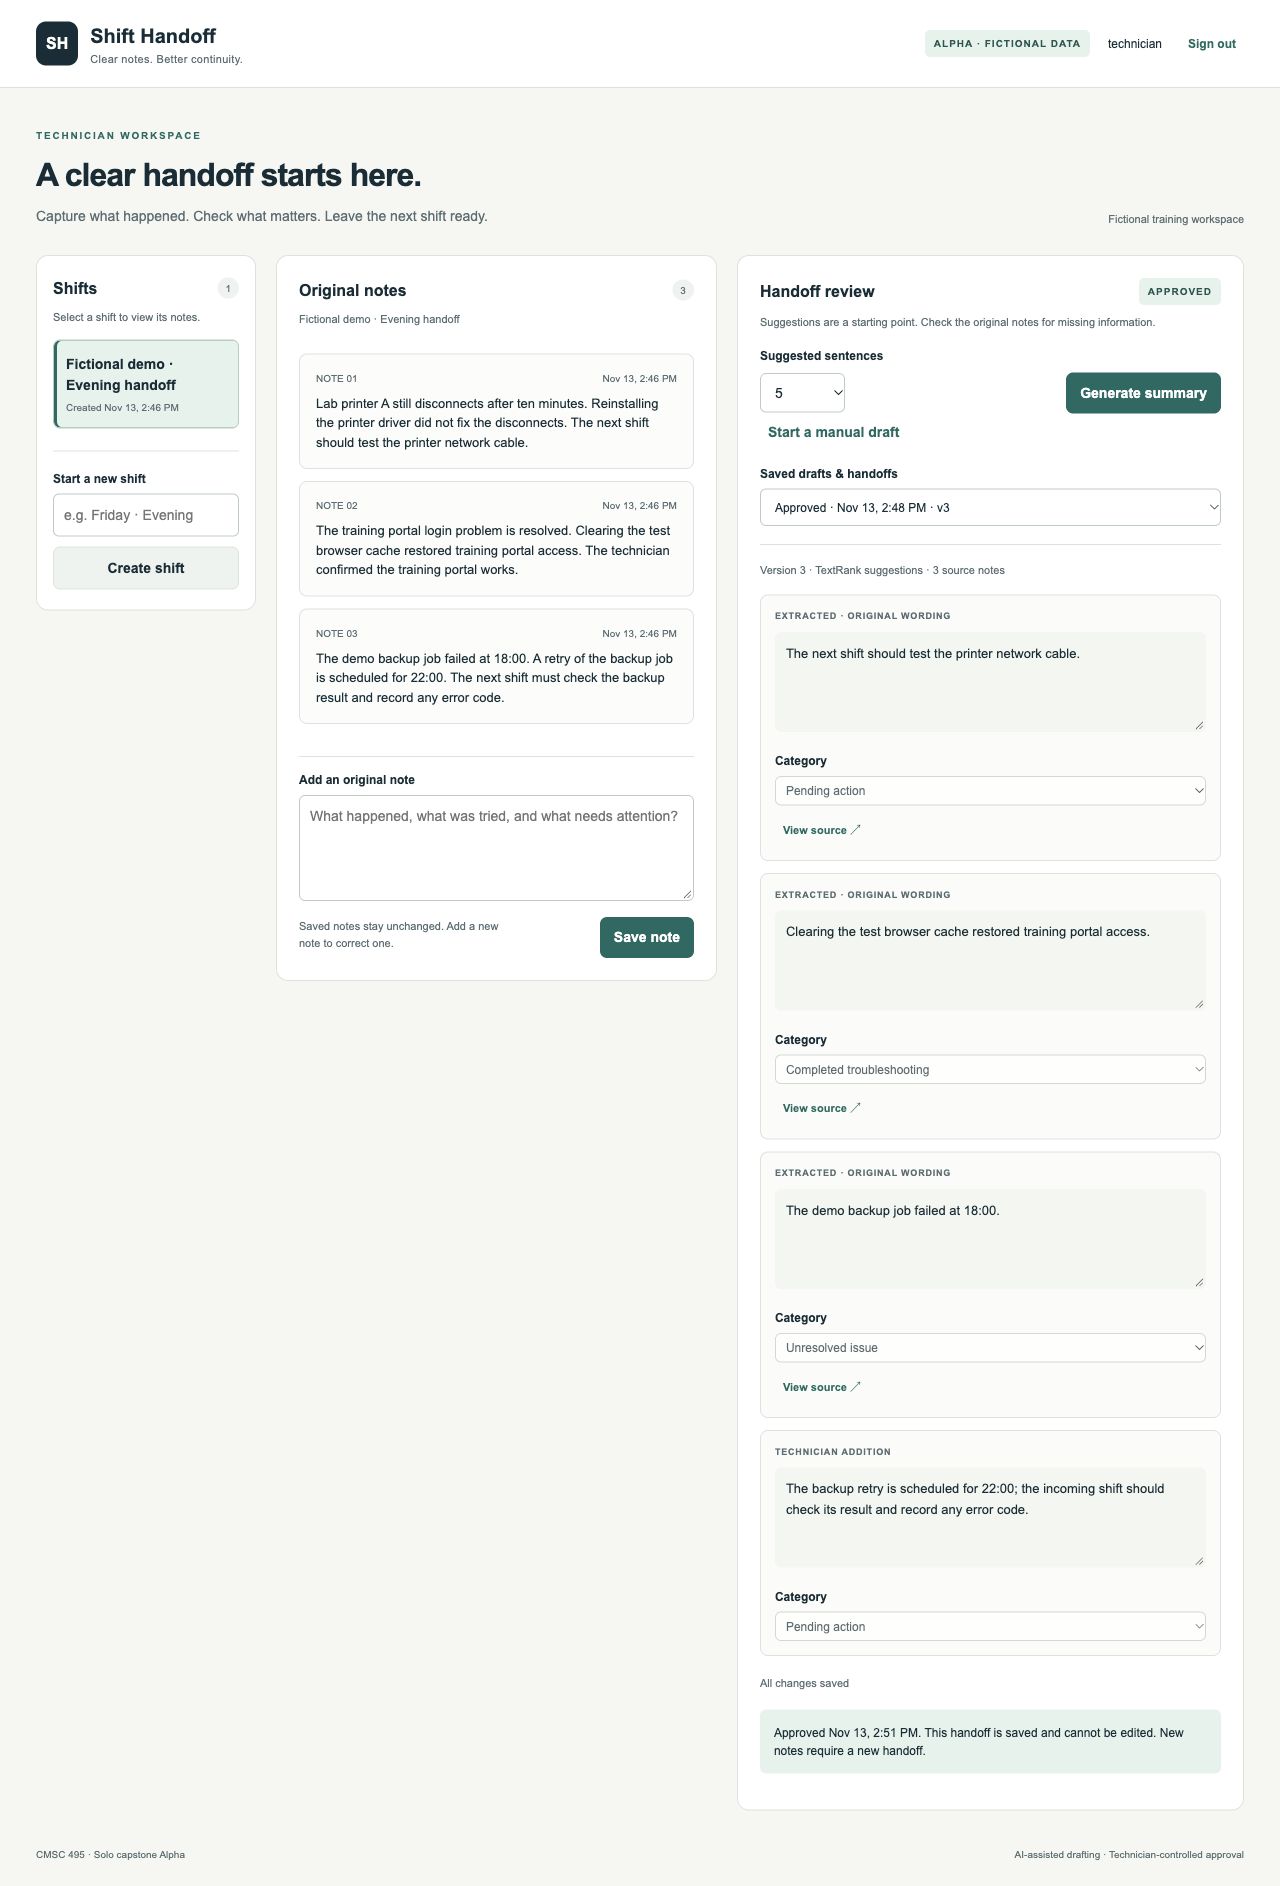 SH
Shift Handoff
Clear notes. Better continuity.
ALPHA · FICTIONAL DATA
technician
Sign out
TECHNICIAN WORKSPACE
A clear handoff starts here.
Capture what happened. Check what matters. Leave the next shift ready.
Fictional training workspace
Shifts
1
Select a shift to view its notes.
Fictional demo ·
Evening handoff
Created Nov 13, 2:46 PM
Start a new shift
e.g. Friday · Evening
Create shift
Original notes
3
Fictional demo · Evening handoff
NOTE 01
Nov 13, 2:46 PM
Lab printer A still disconnects after ten minutes. Reinstalling
the printer driver did not fix the disconnects. The next shift
should test the printer network cable.
NOTE 02
Nov 13, 2:46 PM
The training portal login problem is resolved. Clearing the test
browser cache restored training portal access. The technician
confirmed the training portal works.
NOTE 03
Nov 13, 2:46 PM
The demo backup job failed at 18:00. A retry of the backup job
is scheduled for 22:00. The next shift must check the backup
result and record any error code.
Add an original note
What happened, what was tried, and what needs attention?
Saved notes stay unchanged. Add a new
note to correct one.
Save note
Handoff review
APPROVED
Suggestions are a starting point. Check the original notes for missing information.
Suggested sentences
5
Generate summary
Start a manual draft
Saved drafts & handoffs
Approved · Nov 13, 2:48 PM · v3
Version 3 · TextRank suggestions · 3 source notes
EXTRACTED · ORIGINAL WORDING
The next shift should test the printer network cable.
Category
Pending action
View source ↗
EXTRACTED · ORIGINAL WORDING
Clearing the test browser cache restored training portal access.
Category
Completed troubleshooting
View source ↗
EXTRACTED · ORIGINAL WORDING
The demo backup job failed at 18:00.
Category
Unresolved issue
View source ↗
TECHNICIAN ADDITION
The backup retry is scheduled for 22:00; the incoming shift should
check its result and record any error code.
Category
Pending action
All changes saved
Approved Nov 13, 2:51 PM. This handoff is saved and cannot be edited. New
notes require a new handoff.
CMSC 495 · Solo capstone Alpha
AI-assisted drafting · Technician-controlled approval